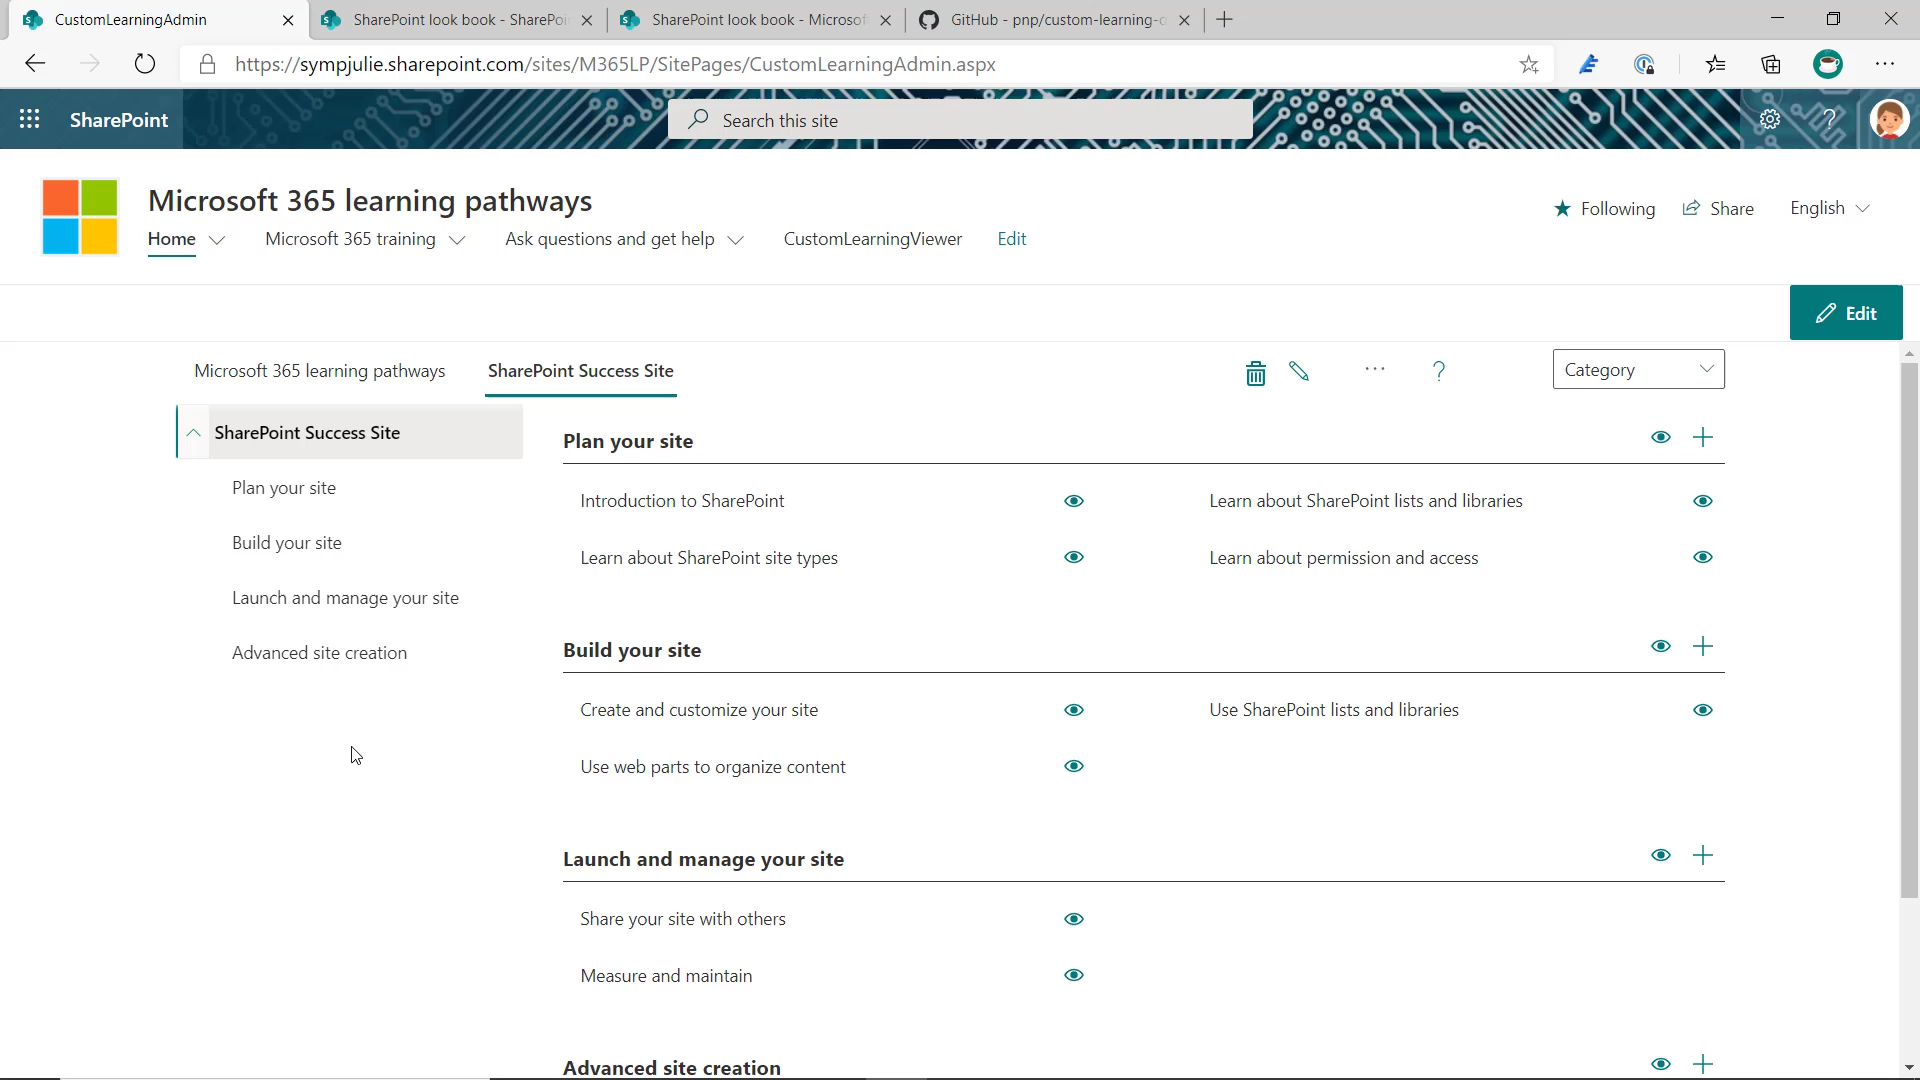 CustomLearningAdmin
SharePoint look book - SharePoi
SharePoint look book - Microsof
GitHub - pnp/custom-learning-o
https://sympjulie.sharepoint.com/sites/M365LP/SitePages/CustomLearningAdmin.aspx
SharePoint
Search this site
Microsoft 365 learning pathways
Following
Share
English
Home
Microsoft 365 training
Ask questions and get help
CustomLearningViewer
Edit
Edit
Microsoft 365 learning pathways
SharePoint Success Site
Category
SharePoint Success Site
Plan your site
Build your site
Launch and manage your site
Advanced site creation
Plan your site
Introduction to SharePoint
Learn about SharePoint lists and libraries
Learn about SharePoint site types
Learn about permission and access
Build your site
Create and customize your site
Use SharePoint lists and libraries
Use web parts to organize content
Launch and manage your site
Share your site with others
Measure and maintain
Advanced site creation